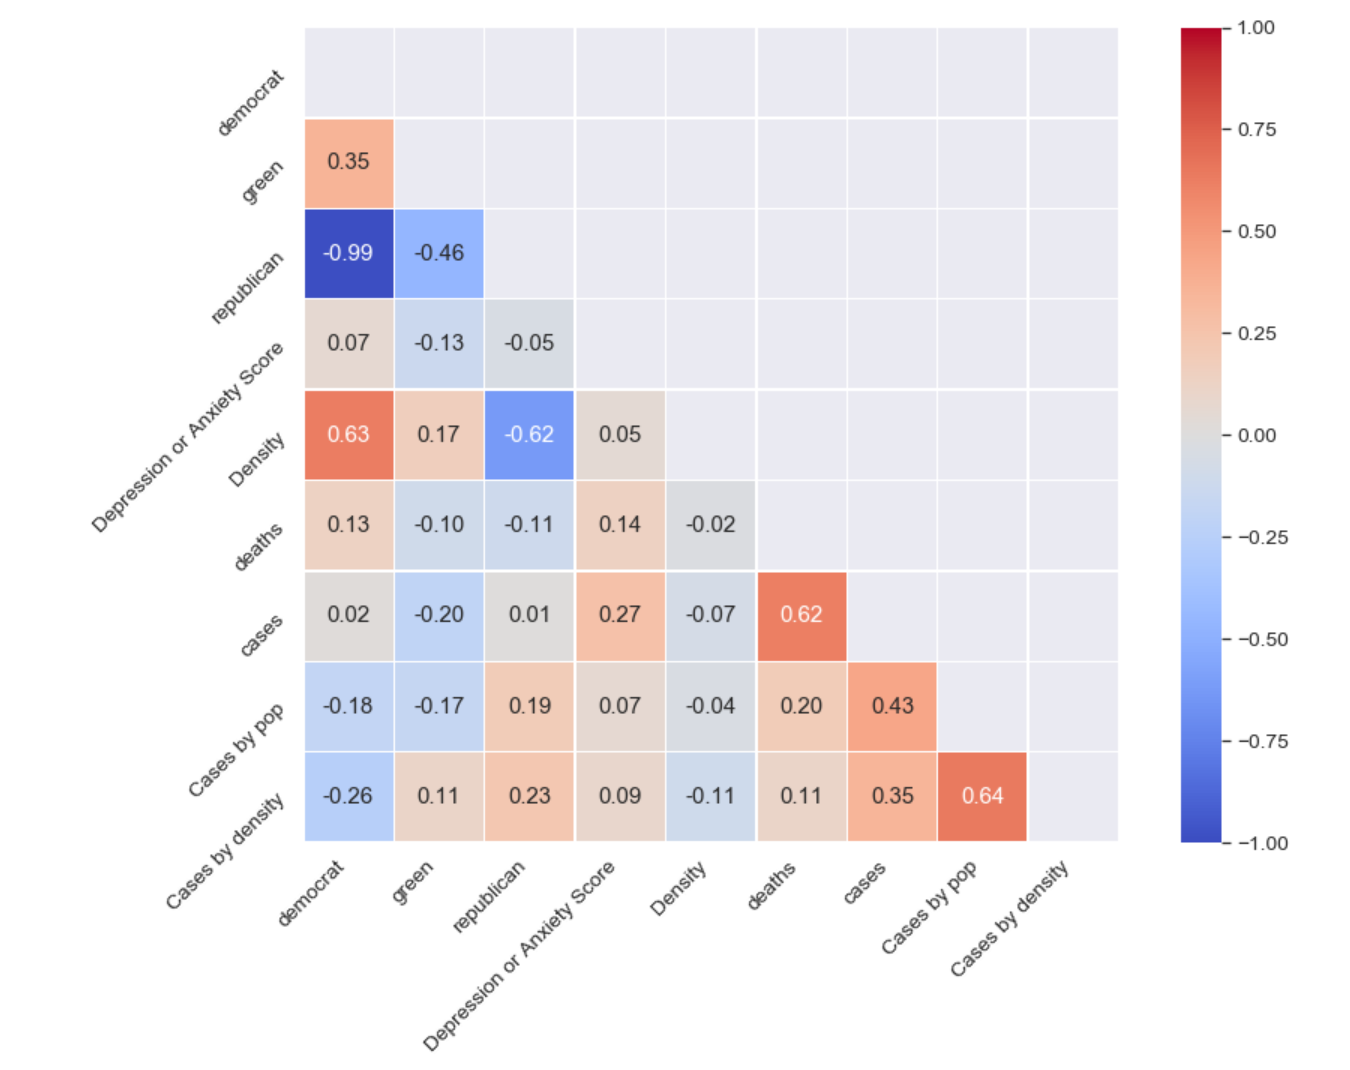 democrat
green
0.35
republican
-0.99 -0.46
Depression or Anxiety Score
0.07 -0.13 -0.05
Density
0.63 0.17 -0.62 0.05
deaths
0.13 -0.10 -0.11 0.14 -0.02
cases
0.02 -0.20 0.01 0.27 -0.07 0.62
Cases by pop
-0.18 -0.17 0.19 0.07 -0.04 0.20 0.43
Cases by density
-0.26 0.11 0.23 0.09 -0.11 0.11 0.35 0.64
democrat
green
republican
Depression or Anxiety Score
Density
deaths
cases
Cases by pop
Cases by density
1.00
0.75
0.50
0.25
0.00
−0.25
−0.50
−0.75
−1.00